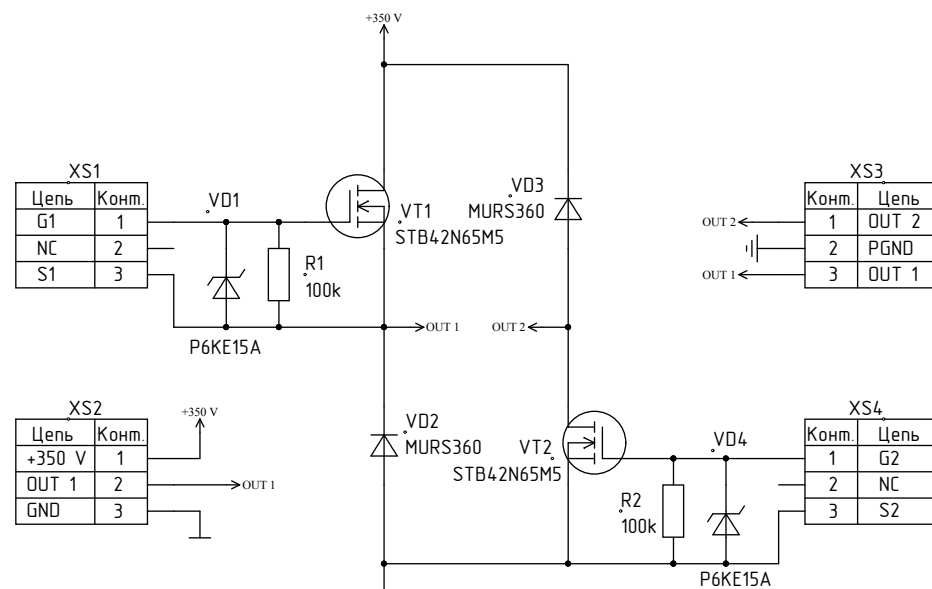 +350 V
XS1
Цепь Конт.
G1 1
NC 2
S1 3
VD1
P6KE15A
R1
100k
VT1
STB42N65M5
VD3
MURS360
XS3
Конт. Цепь
OUT 2 1 OUT 2
2 PGND
OUT 1 3 OUT 1
OUT 1
OUT 2
XS2
Цепь Конт.
+350 V 1
OUT 1 2
GND 3
+350 V
OUT 1
VD2
MURS360
VT2
STB42N65M5
VD4
R2
100k
P6KE15A
XS4
Конт. Цепь
1 G2
2 NC
3 S2